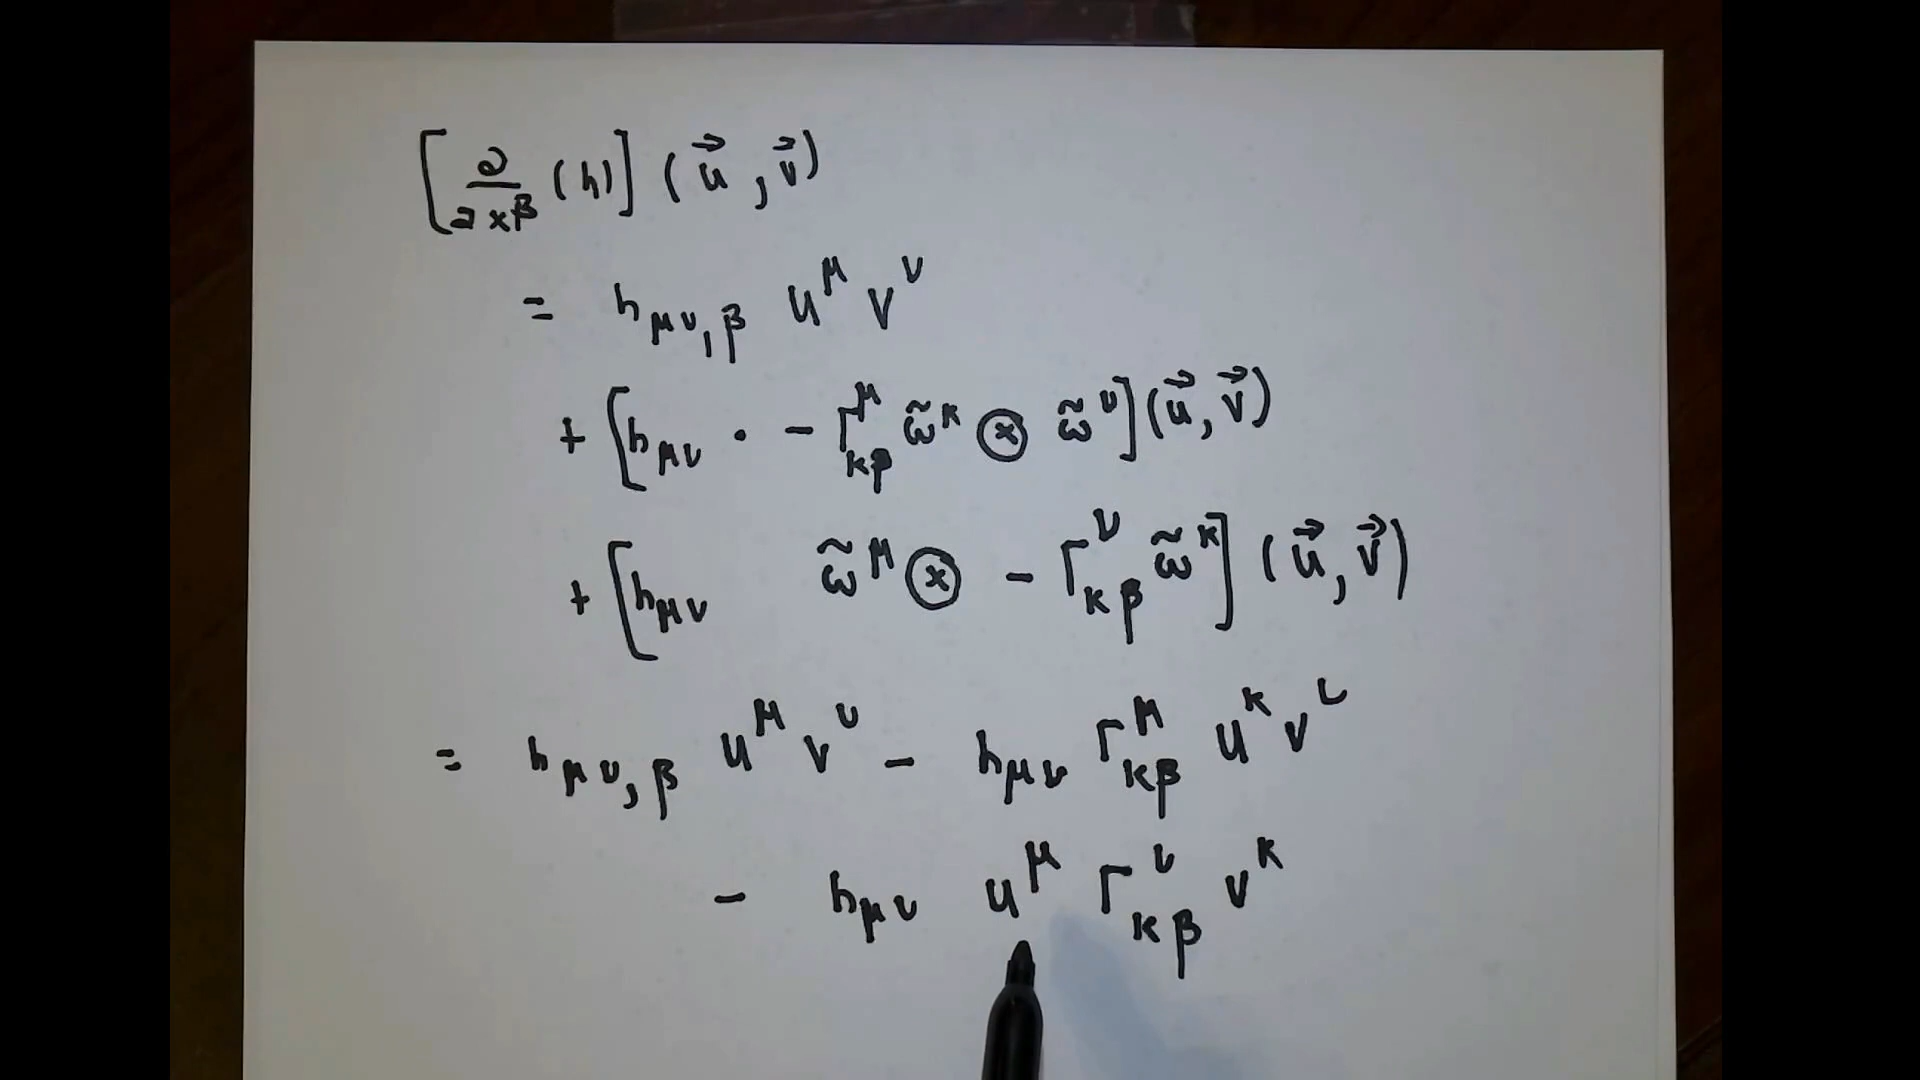 [∂/∂x^β (h)] (u⃗, v⃗)
= h_{μν,β} u^μ v^ν
+ [h_{μν} · − Γ^μ_{κβ} ω̃^κ ⊗ ω̃^ν] (u⃗, v⃗)
+ [h_{μν} ω̃^μ ⊗ − Γ^ν_{κβ} ω̃^κ] (u⃗, v⃗)
= h_{μν,β} u^μ v^ν − h_{μν} Γ^μ_{κβ} u^κ v^ν
− h_{μν} u^μ Γ^ν_{κβ} v^κ